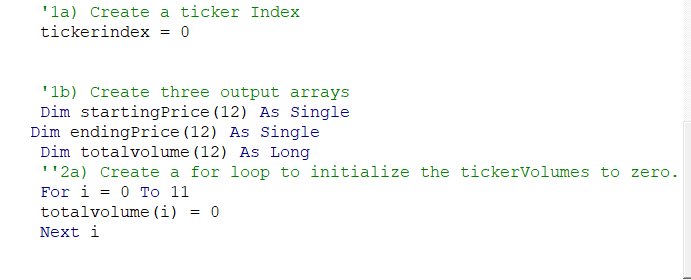 '1a) Create a ticker Index
tickerindex = 0
'1b) Create three output arrays
Dim startingPrice(12) As Single
Dim endingPrice(12) As Single
Dim totalvolume(12) As Long
''2a) Create a for loop to initialize the tickerVolumes to zero.
For i = 0 To 11
totalvolume(i) = 0
Next i